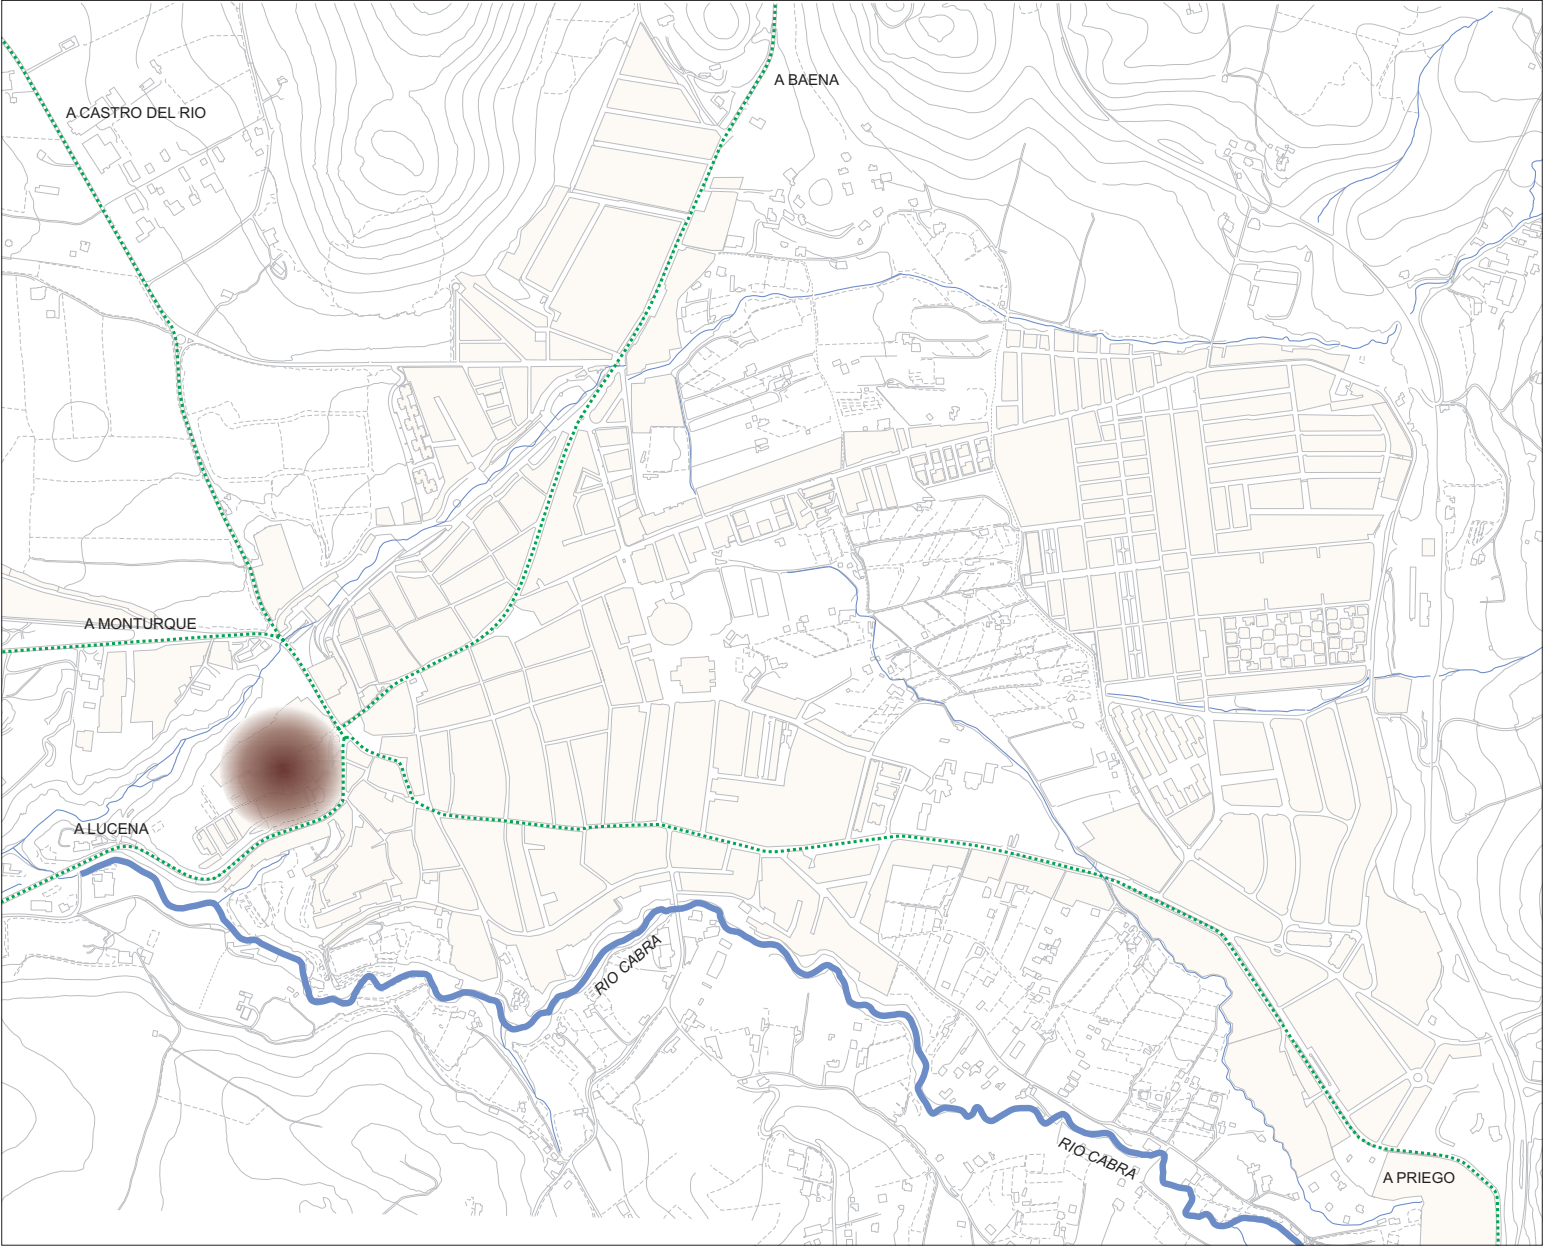 A BAENA
A CASTRO DEL RIO
A MONTURQUE
A LUCENA
RIO CABRA
RIO CABRA
A PRIEGO